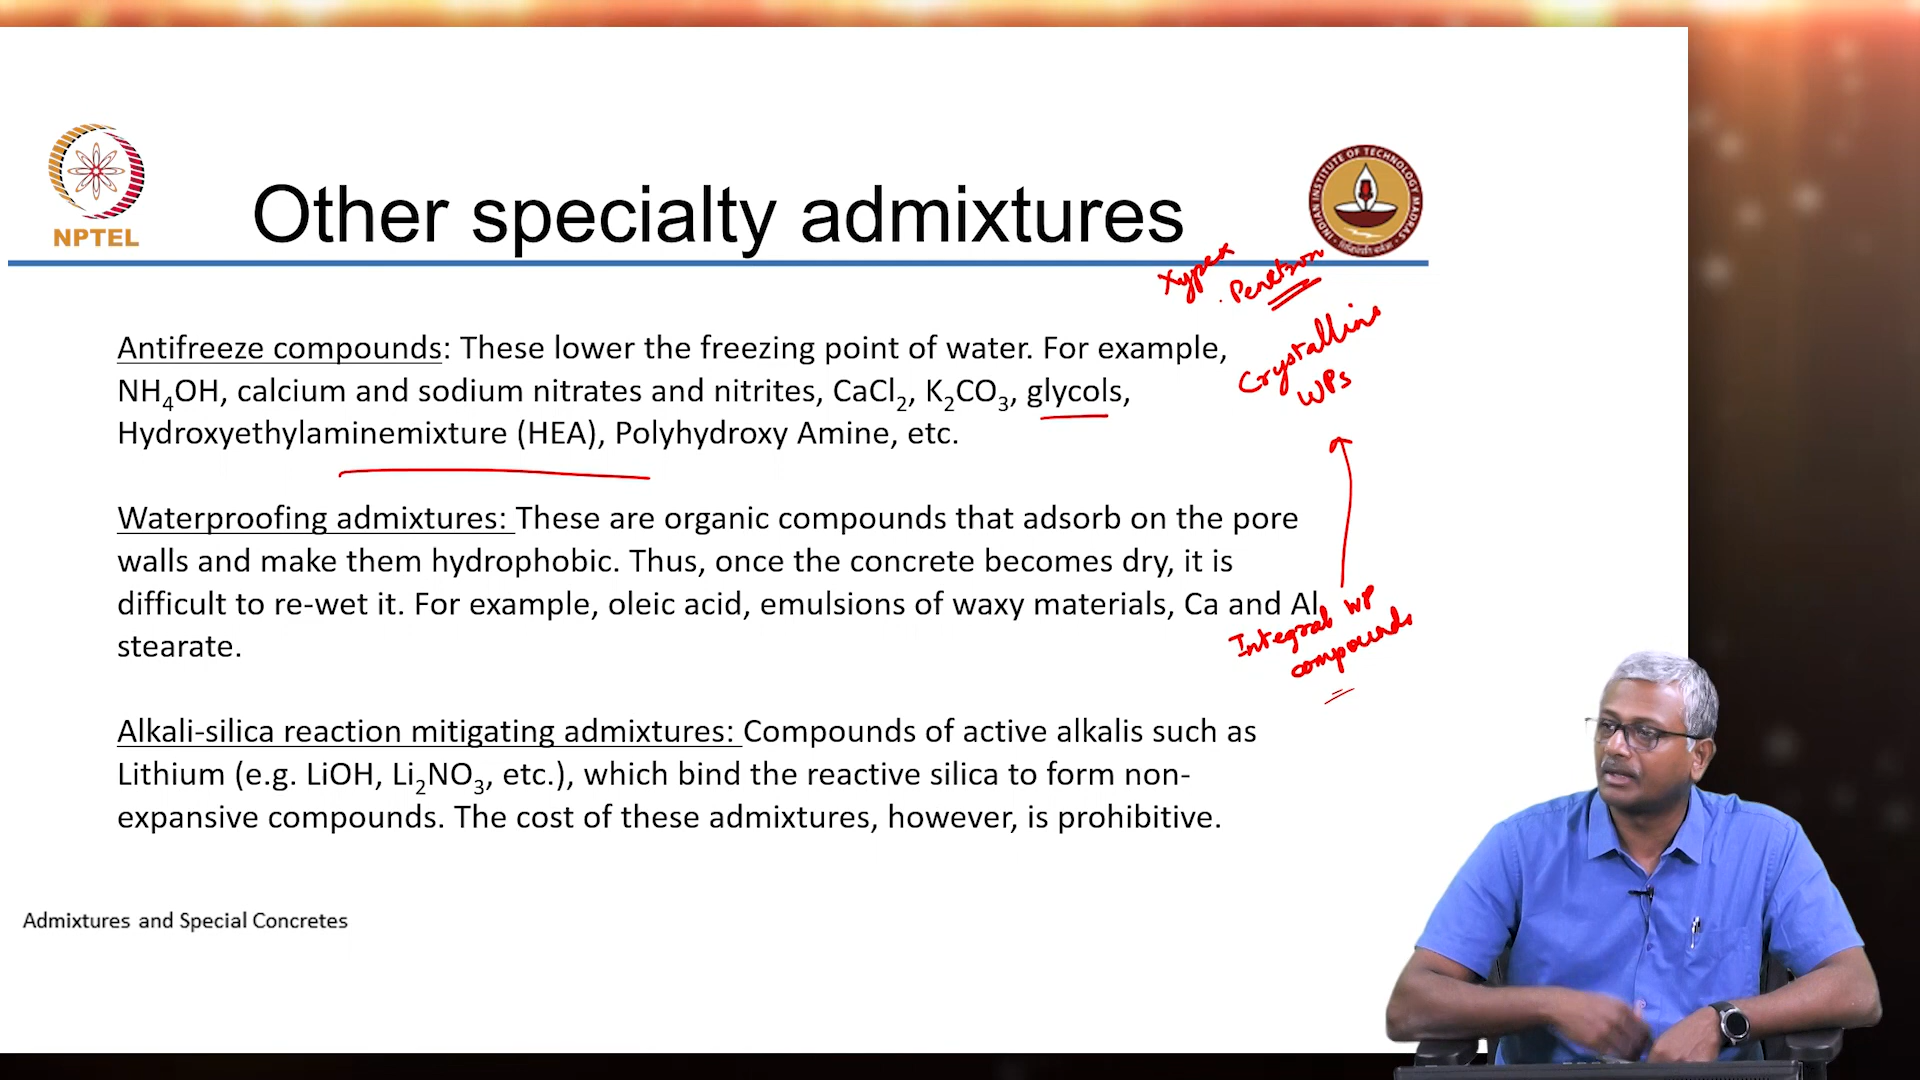 NPTEL
Other specialty admixtures
INDIAN INSTITUTE OF TECHNOLOGY MADRAS
Xypex
Penetron
Crystalline
WPs
Antifreeze compounds: These lower the freezing point of water. For example,
NH₄OH, calcium and sodium nitrates and nitrites, CaCl₂, K₂CO₃, glycols,
Hydroxyethylaminemixture (HEA), Polyhydroxy Amine, etc.
Waterproofing admixtures: These are organic compounds that adsorb on the pore
walls and make them hydrophobic. Thus, once the concrete becomes dry, it is
difficult to re-wet it. For example, oleic acid, emulsions of waxy materials, Ca and Al
stearate.
Integral WP
compounds
Alkali-silica reaction mitigating admixtures: Compounds of active alkalis such as
Lithium (e.g. LiOH, Li₂NO₃, etc.), which bind the reactive silica to form non-
expansive compounds. The cost of these admixtures, however, is prohibitive.
Admixtures and Special Concretes